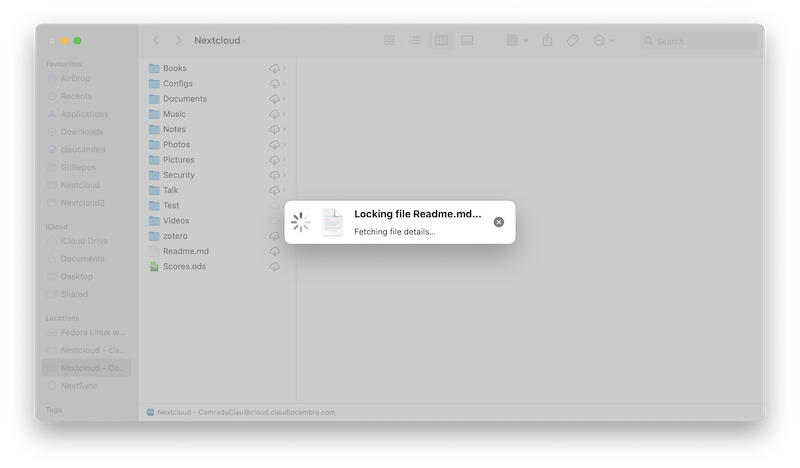 Nextcloud
Search
Favourites
AirDrop
Recents
Applications
Downloads
claucambra
GitRepos
Nextcloud
Nextcloud2
iCloud
iCloud Drive
Documents
Desktop
Shared
Locations
Fedora Linux w...
Nextcloud - cla...
Nextcloud - Co...
NextSync
Tags
Books
Configs
Documents
Music
Notes
Photos
Pictures
Security
Talk
Test
Videos
zotero
Readme.md
Scores.ods
Locking file Readme.md...
Fetching file details...
Nextcloud - ComradeClau@cloud.claudiocambra.com